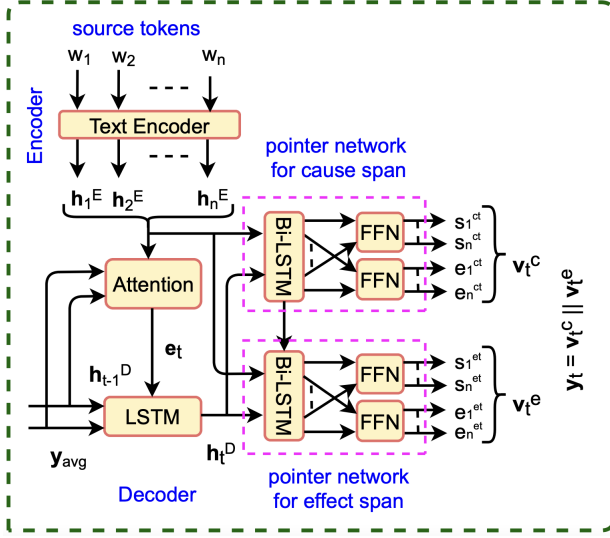 source tokens
w1 w2 wn
Encoder
Text Encoder
h1E h2E hnE
pointer network
for cause span
Bi-LSTM
FFN
FFN
s1ct
snct
e1ct
enct
vtc
Attention
et
ht-1D
LSTM
yavg
htD
Decoder
Bi-LSTM
FFN
FFN
s1et
snet
e1et
enet
vte
pointer network
for effect span
yt = vtc || vte